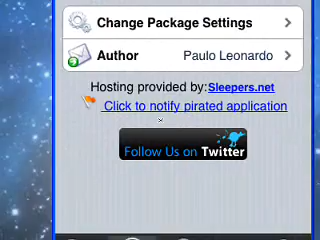 Change Package Settings
Author Paulo Leonardo
Hosting provided by:Sleepers.net
Click to notify pirated application
Follow Us on Twitter